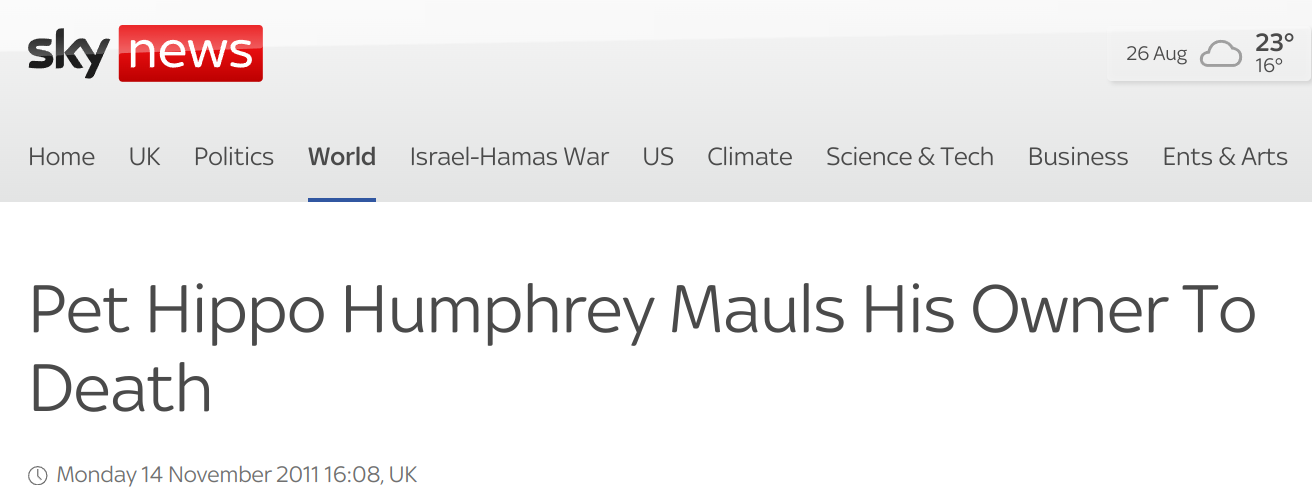 sky news
26 Aug 23°
16°
Home UK Politics World Israel-Hamas War US Climate Science & Tech Business Ents & Arts
Pet Hippo Humphrey Mauls His Owner To
Death
Monday 14 November 2011 16:08, UK